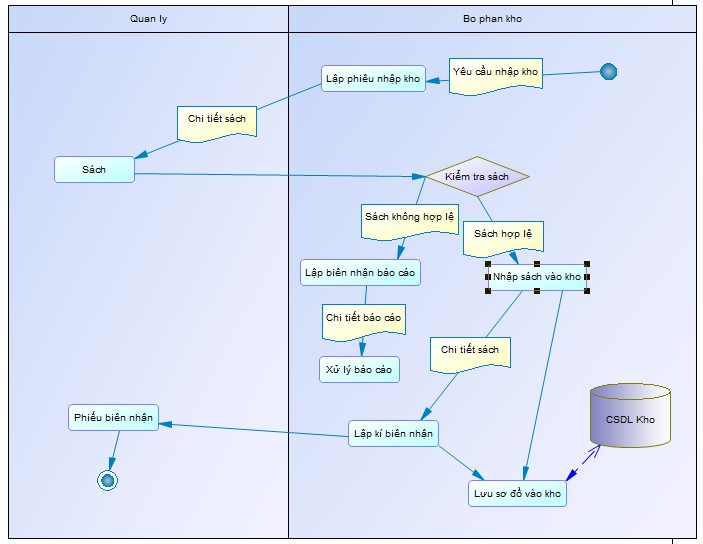 Quan ly
Bo phan kho
Yêu cầu nhập kho
Lập phiếu nhập kho
Chi tiết sách
Sách
Kiểm tra sách
Sách không hợp lệ
Sách hợp lệ
Lập biên nhận báo cáo
Nhập sách vào kho
Chi tiết báo cáo
Chi tiết sách
Xử lý báo cáo
Phiếu biên nhận
CSDL Kho
Lập kí biên nhận
Lưu sơ đồ vào kho